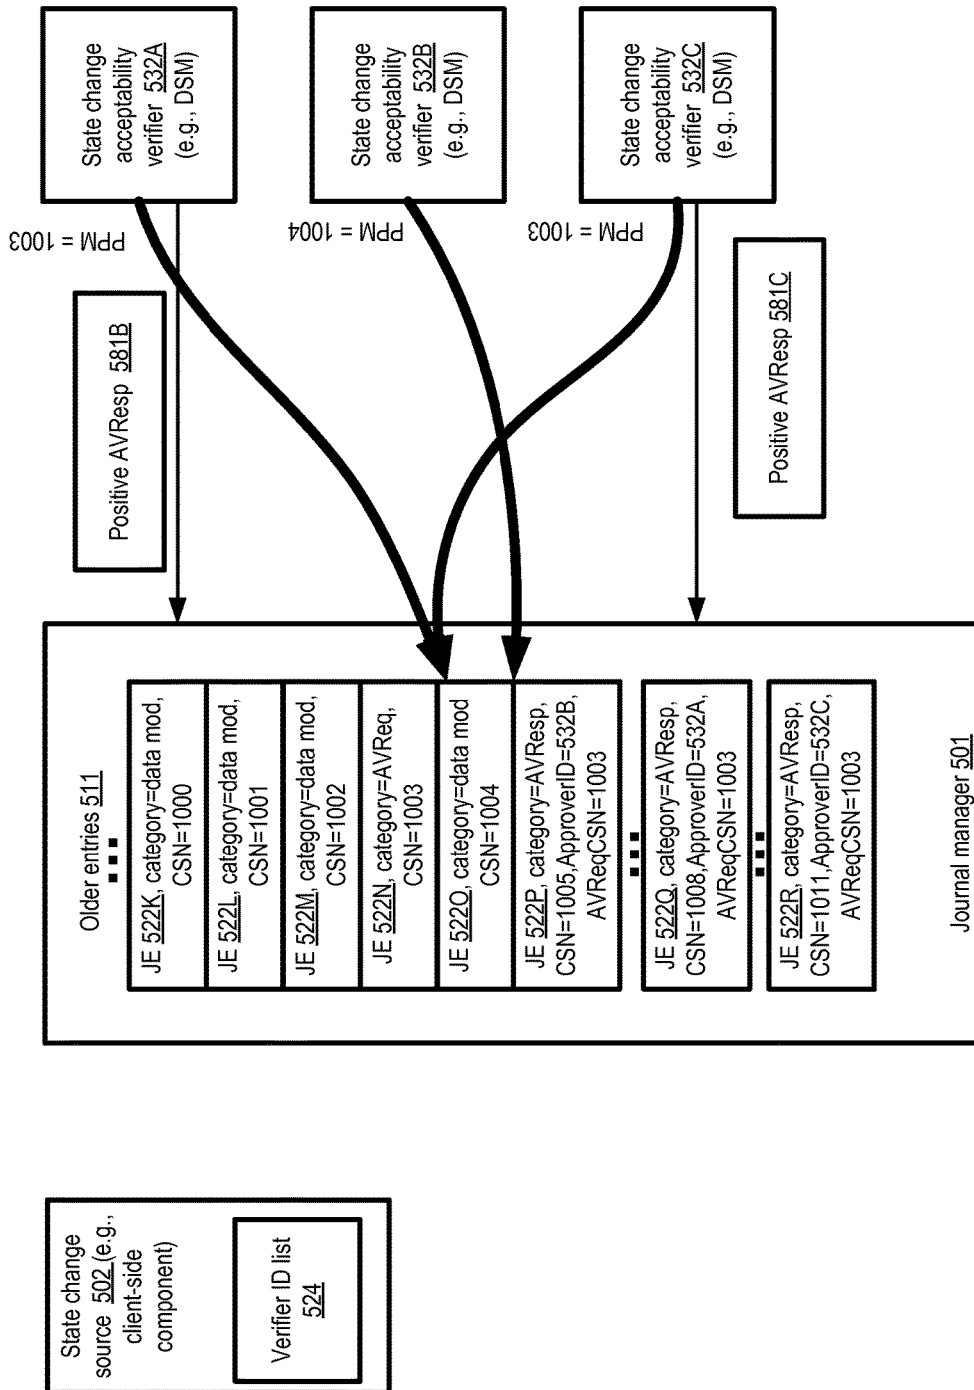 State change
source 502 (e.g.,
client-side
component)
Verifier ID list
524
Older entries 511
JE 522K, category=data mod,
CSN=1000
JE 522L, category=data mod,
CSN=1001
JE 522M, category=data mod,
CSN=1002
JE 522N, category=AVReq,
CSN=1003
JE 522O, category=data mod
CSN=1004
JE 522P, category=AVResp,
CSN=1005,ApproverID=532B,
AVReqCSN=1003
JE 522Q, category=AVResp,
CSN=1008,ApproverID=532A,
AVReqCSN=1003
JE 522R, category=AVResp,
CSN=1011,ApproverID=532C,
AVReqCSN=1003
Journal manager 501
Positive AVResp 581B
Positive AVResp 581C
PPM = 1003
PPM = 1004
PPM = 1003
State change
acceptability
verifier 532A
(e.g., DSM)
State change
acceptability
verifier 532B
(e.g., DSM)
State change
acceptability
verifier 532C
(e.g., DSM)